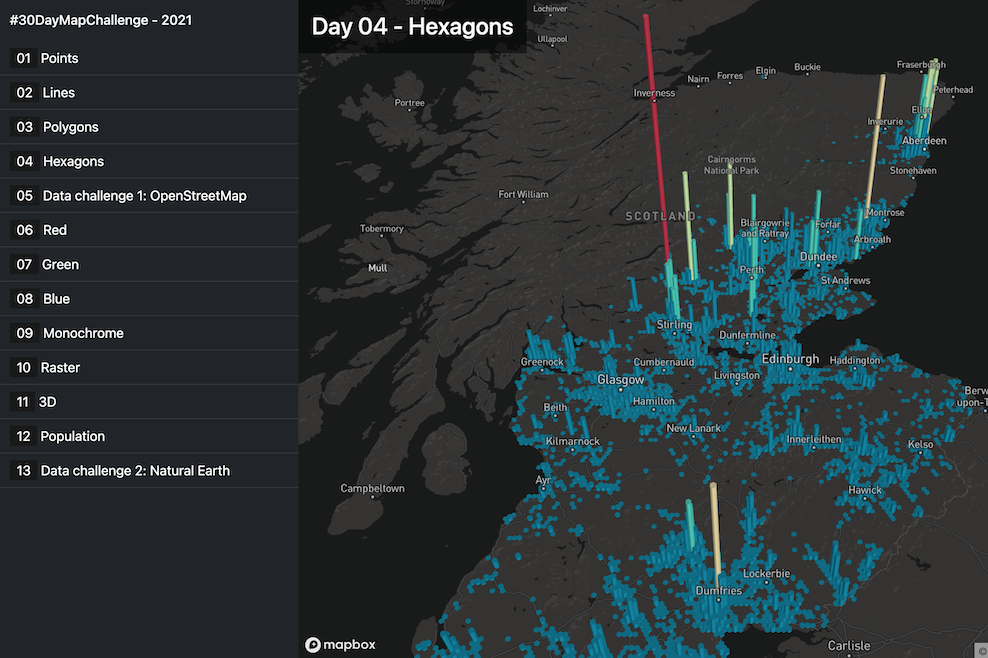 #30DayMapChallenge - 2021
01 Points
02 Lines
03 Polygons
04 Hexagons
05 Data challenge 1: OpenStreetMap
06 Red
07 Green
08 Blue
09 Monochrome
10 Raster
11 3D
12 Population
13 Data challenge 2: Natural Earth
Day 04 - Hexagons
Stornoway
Lochinver
Ullapool
Portree
Inverness
Nairn
Forres
Elgin
Buckie
Fraserburgh
Peterhead
Ellon
Inverurie
Aberdeen
Stonehaven
Cairngorms
National Park
Fort William
SCOTLAND
Tobermory
Mull
Blairgowrie
and Rattray
Forfar
Montrose
Arbroath
Dundee
Perth
St Andrews
Stirling
Dunfermline
Greenock
Cumbernauld
Edinburgh
Haddington
Livingston
Glasgow
Hamilton
Beith
New Lanark
Kilmarnock
Innerleithen
Kelso
Berw
upon-T
Ayr
Hawick
Campbeltown
Lockerbie
Dumfries
Carlisle
mapbox
©